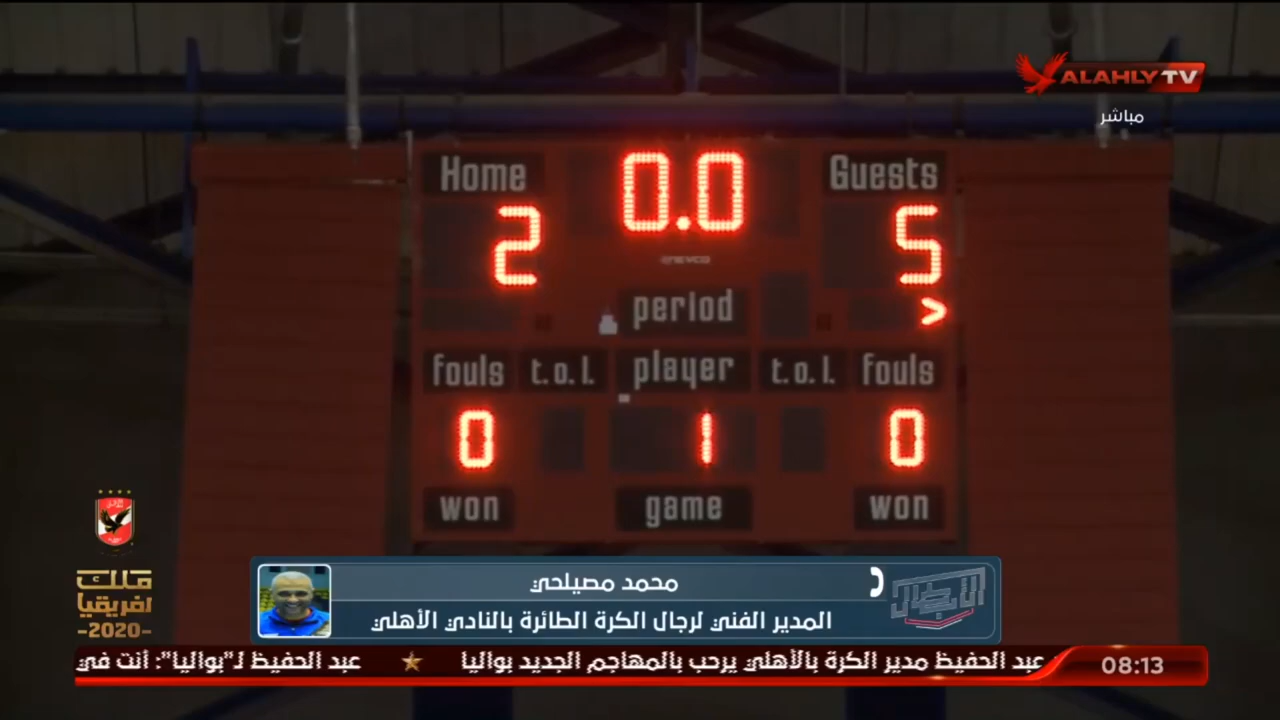 ALAHLY TV
مباشر
Home
0.0
Guests
2
5
NEVCO
period
>
fouls
t.o.l.
player
t.o.l.
fouls
0
1
0
won
game
won
ملك
افريقيا
-2020-
محمد مصيلحي
المدير الفني لرجال الكرة الطائرة بالنادي الأهلي
الأبطال
08:13
عبد الحفيظ مدير الكرة بالأهلي يرحب بالمهاجم الجديد بواليا ★ عبد الحفيظ لـ"بواليا": أنت في